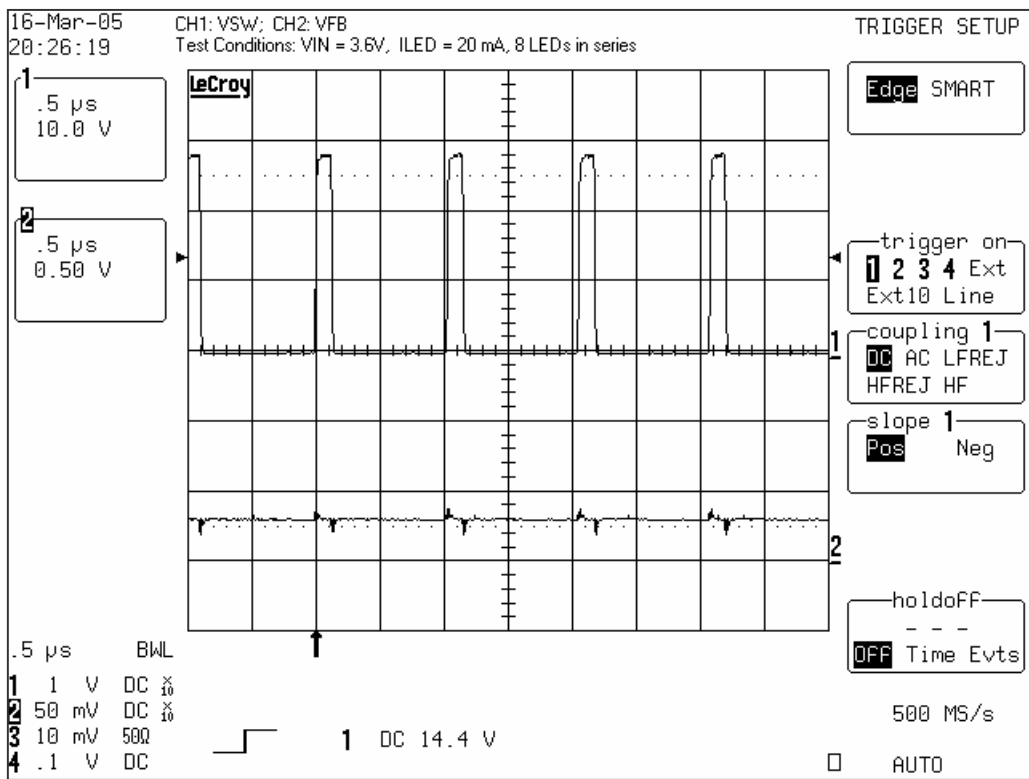 16-Mar-05
20:26:19
CH1: VSW; CH2: VFB
Test Conditions: VIN = 3.6V, ILED = 20 mA, 8 LEDs in series
TRIGGER SETUP
1
.5 µs
10.0 V
2
.5 µs
0.50 V
LeCroy
1
2
Edge SMART
trigger on
1 2 3 4 Ext
Ext10 Line
coupling 1
DC AC LFREJ
HFREJ HF
slope 1
Pos Neg
holdoff
- - -
OFF Time Evts
.5 µs BWL
1 1 V DC X10
2 50 mV DC X10
3 10 mV 50Ω
4 .1 V DC
1 DC 14.4 V
500 MS/s
AUTO